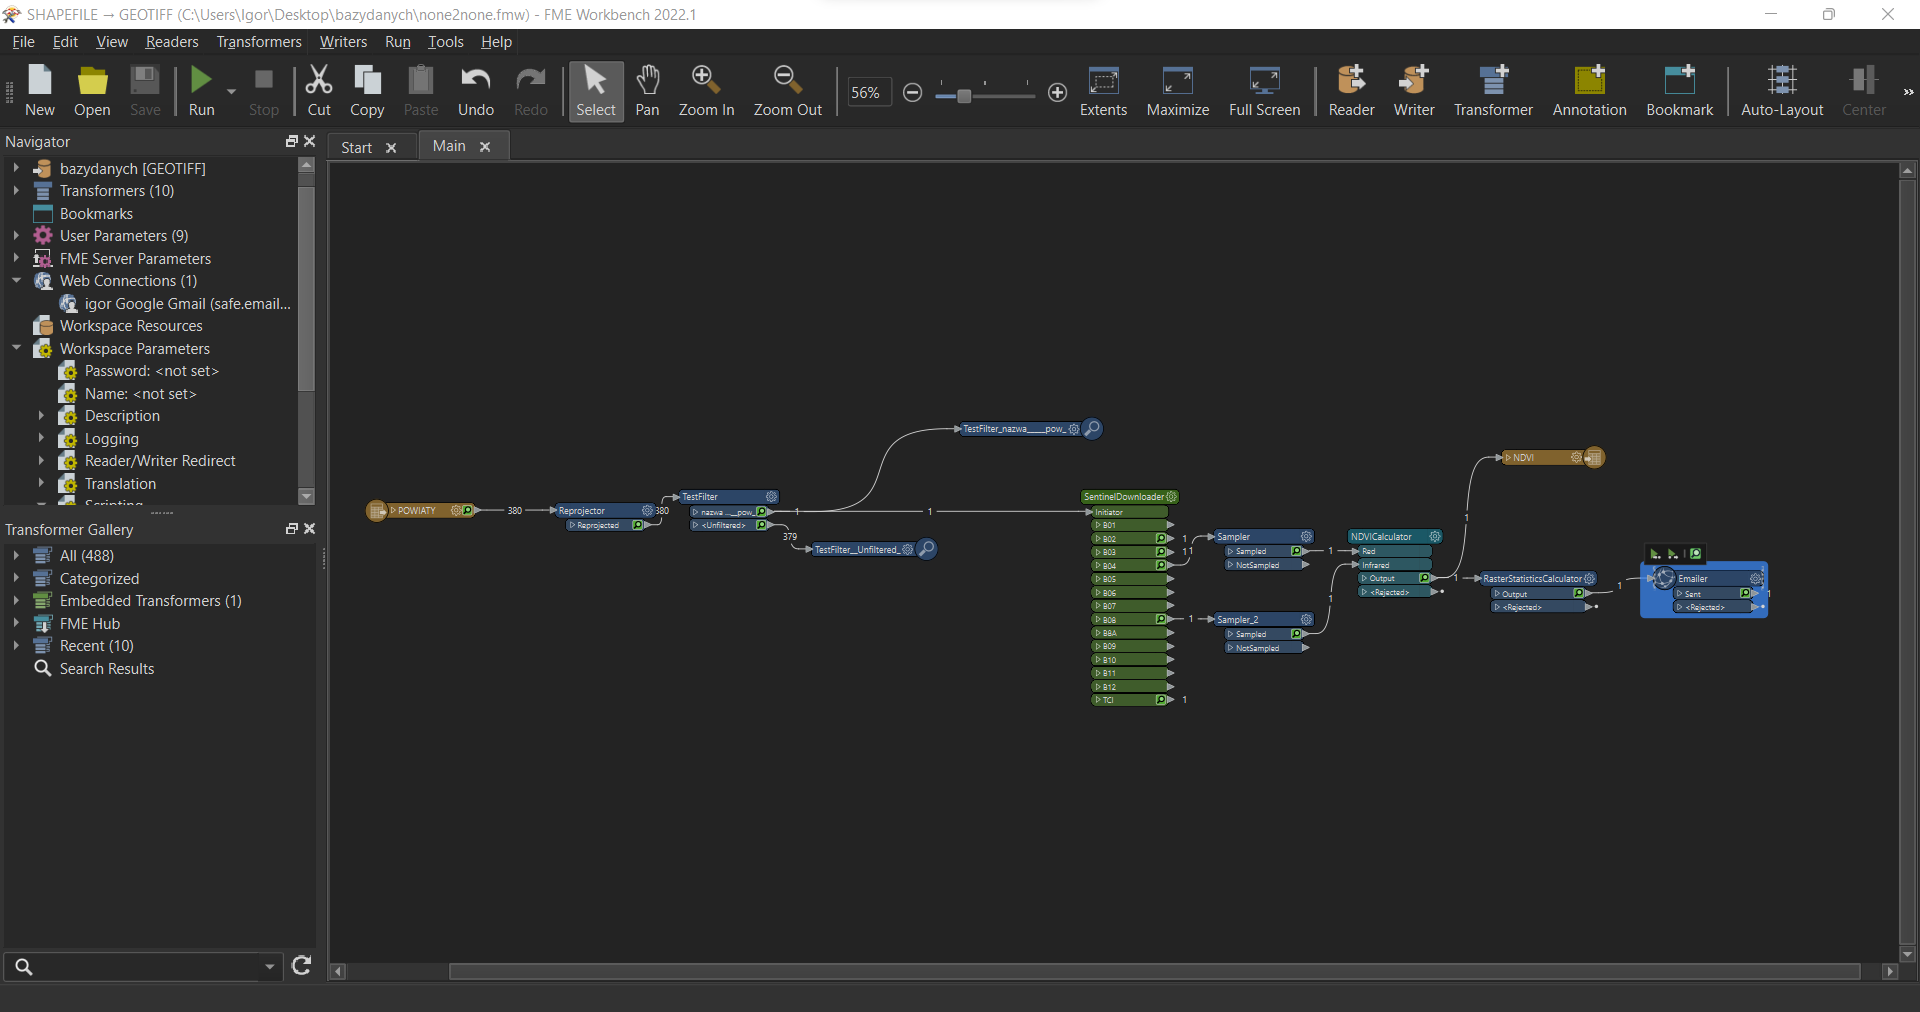 SHAPEFILE → GEOTIFF (C:\Users\Igor\Desktop\bazydanych\none2none.fmw) - FME Workbench 2022.1
File Edit View Readers Transformers Writers Run Tools Help
New Open Save Run Stop Cut Copy Paste Undo Redo Select Pan Zoom In Zoom Out 56% Extents Maximize Full Screen Reader Writer Transformer Annotation Bookmark Auto-Layout Center »
Navigator
bazydanych [GEOTIFF]
Transformers (10)
Bookmarks
User Parameters (9)
FME Server Parameters
Web Connections (1)
igor Google Gmail (safe.email...
Workspace Resources
Workspace Parameters
Password: <not set>
Name: <not set>
Description
Logging
Reader/Writer Redirect
Translation
Scripting
Transformer Gallery
All (488)
Categorized
Embedded Transformers (1)
FME Hub
Recent (10)
Search Results
Start
Main
POWIATY
380
Reprojector
Reprojected
380
TestFilter
nazwa ...__pow_
<Unfiltered>
1
379
TestFilter_nazwa____pow_
TestFilter__Unfiltered_
1
SentinelDownloader
Initiator
B01
B02
1
B03
11
B04
B05
B06
B07
B08
1
B8A
B09
B10
B11
B12
TCI
1
Sampler
Sampled
NotSampled
1
Sampler_2
Sampled
NotSampled
1
NDVICalculator
Red
Infrared
Output
<Rejected>
1
1
NDVI
RasterStatisticsCalculator
Output
<Rejected>
1
Emailer
Sent
<Rejected>
1